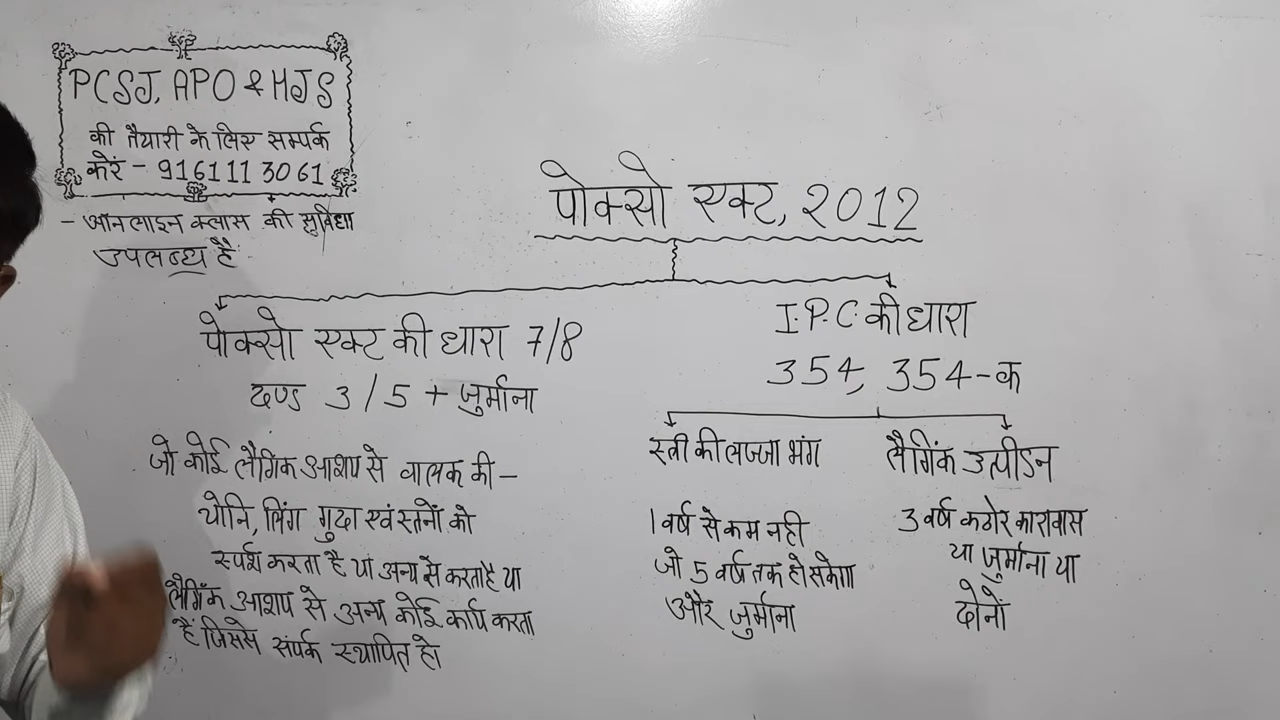 PCSJ, APO & HJS
की तैयारी के लिए सम्पर्क
करें - 9161113061
- ऑनलाइन क्लास की सुविधा
उपलब्ध है
पोक्सो एक्ट, 2012
पोक्सो एक्ट की धारा 7/8
दण्ड 3/5 + जुर्माना
जो कोई लैगिंक आशय से बालक की -
योनि, लिंग गुदा एवं स्तनों को
स्पर्श करता है या अन्य से करता है या
लैगिंक आशय से अन्य कोई कार्य करता
है जिससे संर्पक स्थापित हो
I.P.C. की धारा
354, 354-क
स्त्री की लज्जा भंग
1 वर्ष से कम नही
जो 5 वर्ष तक हो सकेगा
और जुर्माना
लैगिंक उत्पीडन
3 वर्ष कठोर कारावास
या जुर्माना या
दोनों